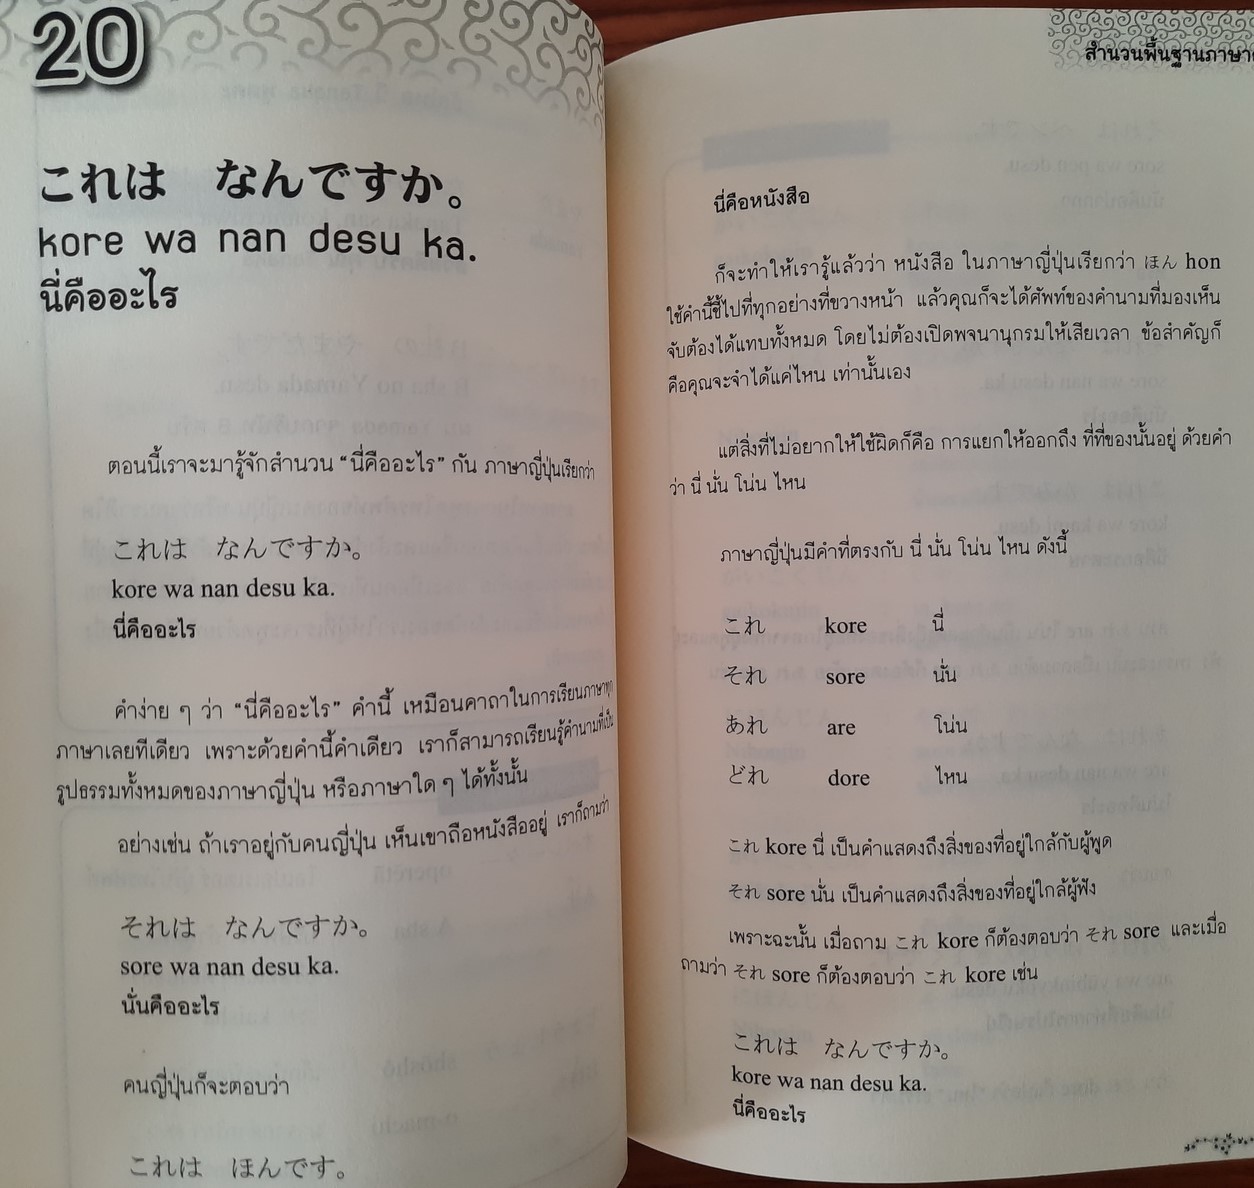 20
これは　なんですか。
kore wa nan desu ka.
นี่คืออะไร
ตอนนี้เราจะมารู้จักสำนวน “นี่คืออะไร” กัน ภาษาญี่ปุ่นเรียกว่า
これは　なんですか。
kore wa nan desu ka.
นี่คืออะไร
คำง่าย ๆ ว่า “นี่คืออะไร” คำนี้ เหมือนคาถาในการเรียนภาษาทุก
ภาษาเลยทีเดียว เพราะด้วยคำนี้คำเดียว เราก็สามารถเรียนรู้คำนามที่เป็น
รูปธรรมทั้งหมดของภาษาญี่ปุ่น หรือภาษาใด ๆ ได้ทั้งนั้น
อย่างเช่น ถ้าเราอยู่กับคนญี่ปุ่น เห็นเขาถือหนังสืออยู่ เราก็ถามว่า
それは　なんですか。
sore wa nan desu ka.
นั่นคืออะไร
คนญี่ปุ่นก็จะตอบว่า
これは　ほんです。
สำนวนพื้นฐานภาษา
นี่คือหนังสือ
ก็จะทำให้เรารู้แล้วว่า หนังสือ ในภาษาญี่ปุ่นเรียกว่า ほん hon
ใช้คำนี้ชี้ไปที่ทุกอย่างที่ขวางหน้า แล้วคุณก็จะได้ศัพท์ของคำนามที่มองเห็น
จับต้องได้แทบทั้งหมด โดยไม่ต้องเปิดพจนานุกรมให้เสียเวลา ข้อสำคัญก็
คือคุณจะจำได้แค่ไหน เท่านั้นเอง
แต่สิ่งที่ไม่อยากให้ใช้ผิดก็คือ การแยกให้ออกถึง ที่ที่ของนั้นอยู่ ด้วยคำ
ว่า นี่ นั่น โน่น ไหน
ภาษาญี่ปุ่นมีคำที่ตรงกับ นี่ นั่น โน่น ไหน ดังนี้
これ kore นี่
それ sore นั่น
あれ are โน่น
どれ dore ไหน
これ kore นี่ เป็นคำแสดงถึงสิ่งของที่อยู่ใกล้กับผู้พูด
それ sore นั่น เป็นคำแสดงถึงสิ่งของที่อยู่ใกล้ผู้ฟัง
เพราะฉะนั้น เมื่อถาม これ kore ก็ต้องตอบว่า それ sore และเมื่อ
ถามว่า それ sore ก็ต้องตอบว่า これ kore เช่น
これは　なんですか。
kore wa nan desu ka.
นี่คืออะไร